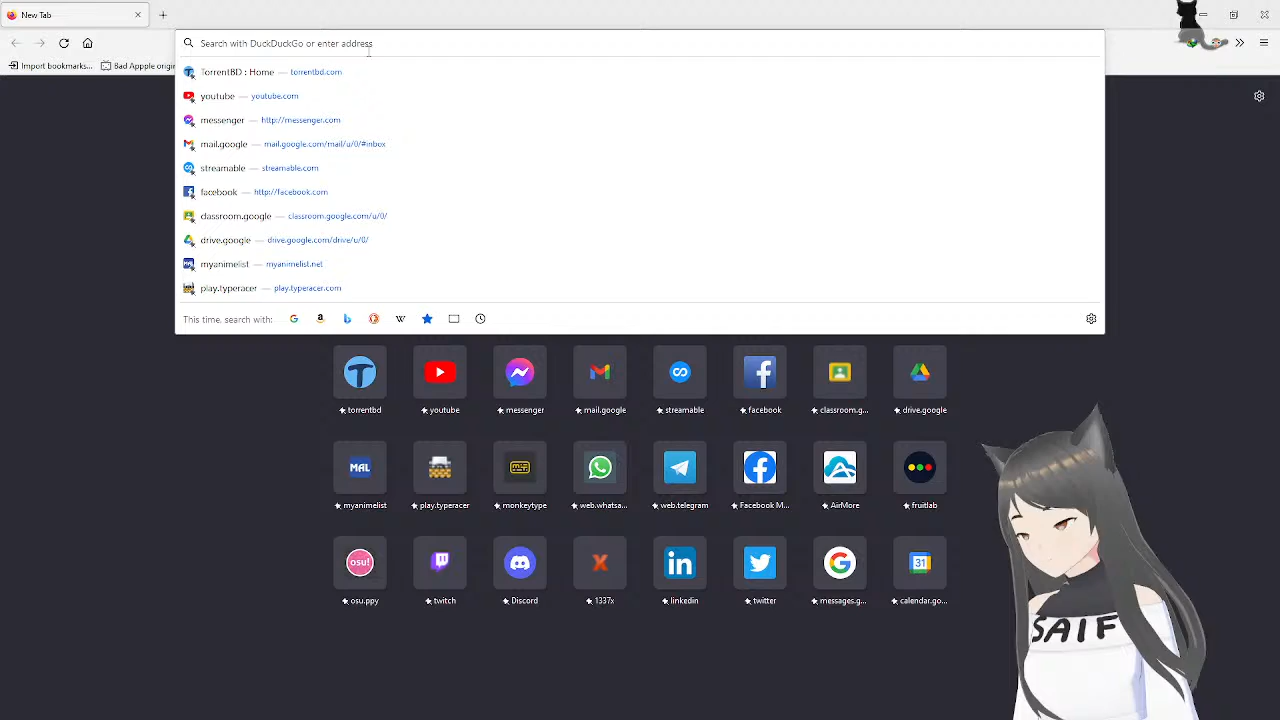 New Tab
Search with DuckDuckGo or enter address
Import bookmarks...
Bad Appple origin
TorrentBD : Home — torrentbd.com
youtube — youtube.com
messenger — http://messenger.com
mail.google — mail.google.com/mail/u/0/#inbox
streamable — streamable.com
facebook — http://facebook.com
classroom.google — classroom.google.com/u/0/
drive.google — drive.google.com/drive/u/0/
myanimelist — myanimelist.net
play.typeracer — play.typeracer.com
This time, search with:
torrentbd youtube messenger mail.google streamable facebook classroom.g... drive.google
MAL
myanimelist play.typeracer monkeytype web.whatsa... web.telegram Facebook M... AirMore fruitlab
osu!
31
osu.ppy twitch Discord 1337x linkedin twitter messages.g... calendar.go...
SAIF